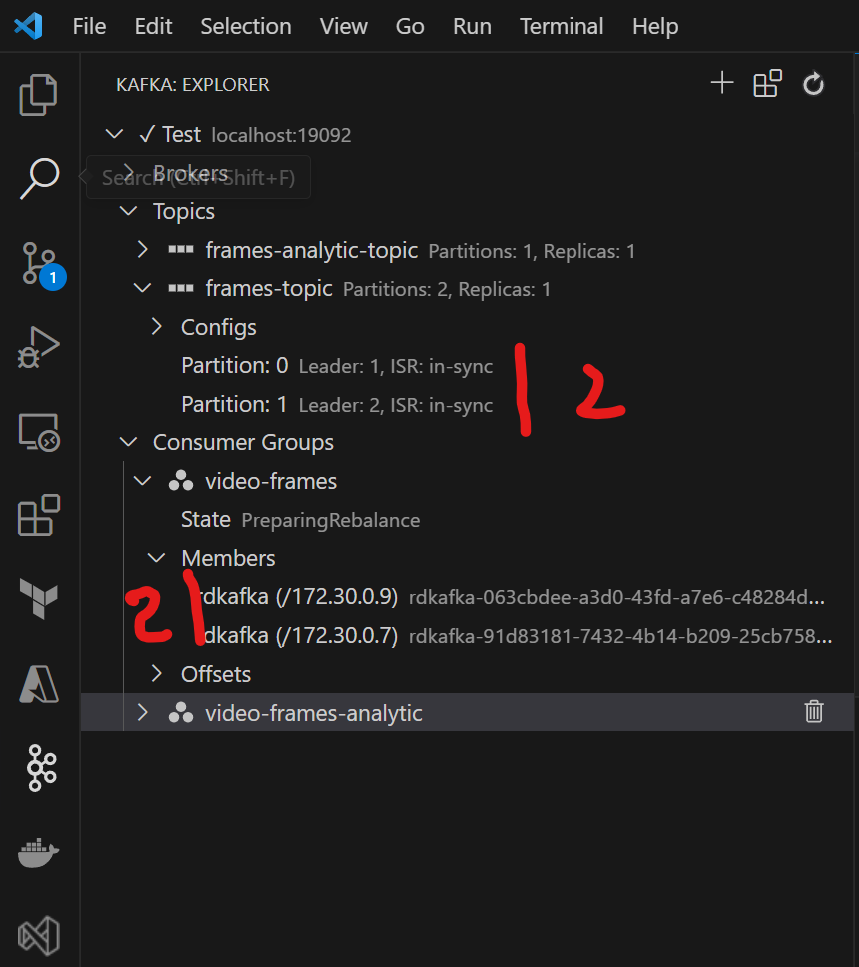 File Edit Selection View Go Run Terminal Help
KAFKA: EXPLORER
✓ Test localhost:19092
Brokers
Search (Ctrl+Shift+F)
Topics
frames-analytic-topic Partitions: 1, Replicas: 1
frames-topic Partitions: 2, Replicas: 1
1
Configs
Partition: 0 Leader: 1, ISR: in-sync
2
Partition: 1 Leader: 2, ISR: in-sync
Consumer Groups
video-frames
State PreparingRebalance
Members
rdkafka (/172.30.0.9) rdkafka-063cbdee-a3d0-43fd-a7e6-c48284d...
2
rdkafka (/172.30.0.7) rdkafka-91d83181-7432-4b14-b209-25cb758...
Offsets
video-frames-analytic